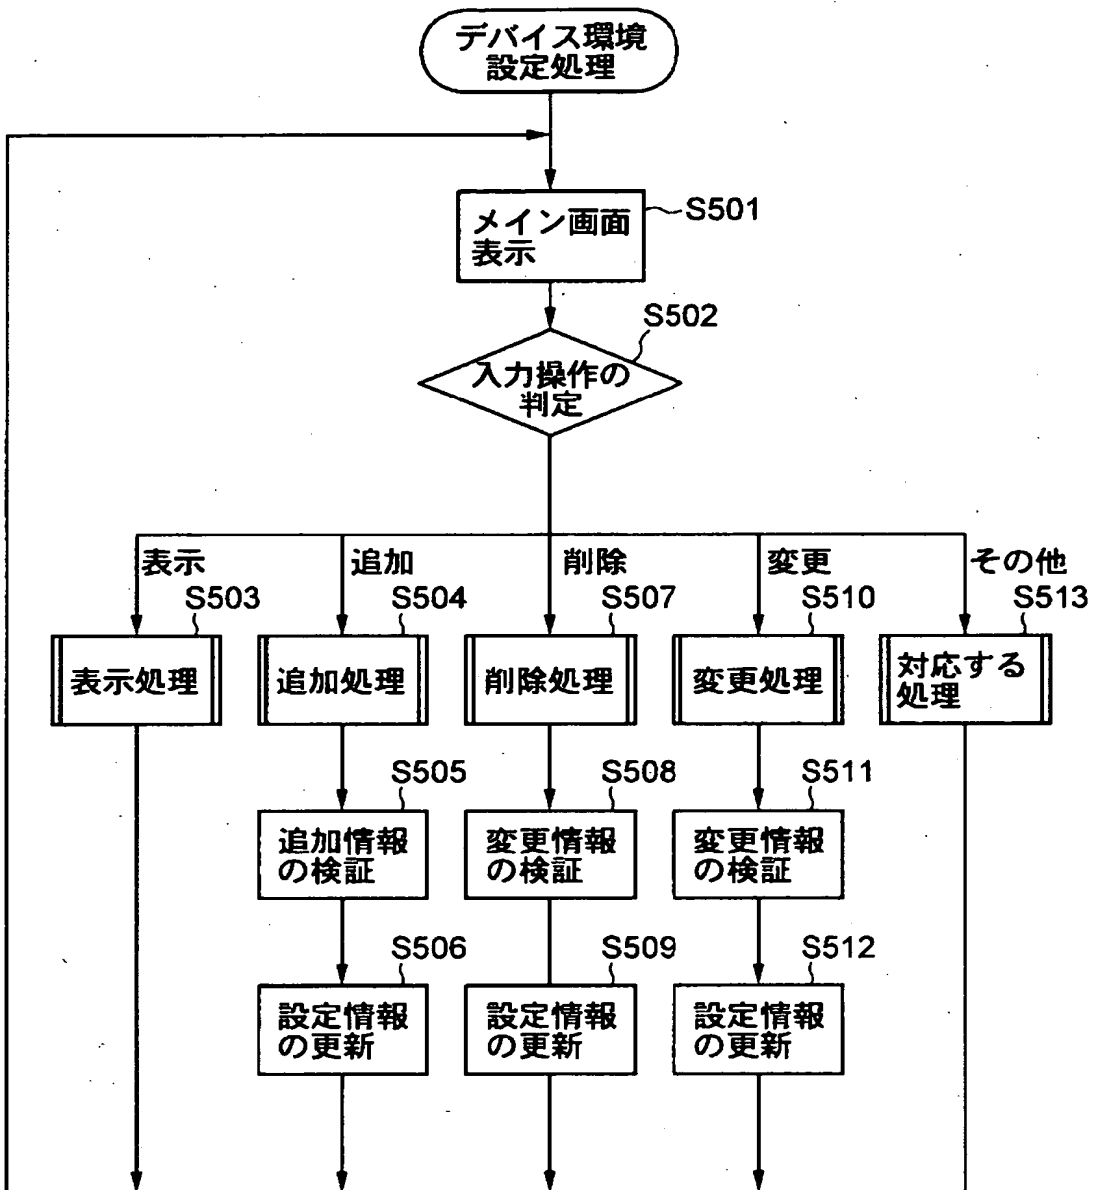 デバイス環境
設定処理
S501
メイン画面
表示
S502
入力操作の
判定
表示
追加
削除
変更
その他
S503
S504
S507
S510
S513
表示処理
追加処理
削除処理
変更処理
対応する
処理
S505
S508
S511
追加情報
の検証
変更情報
の検証
変更情報
の検証
S506
S509
S512
設定情報
の更新
設定情報
の更新
設定情報
の更新